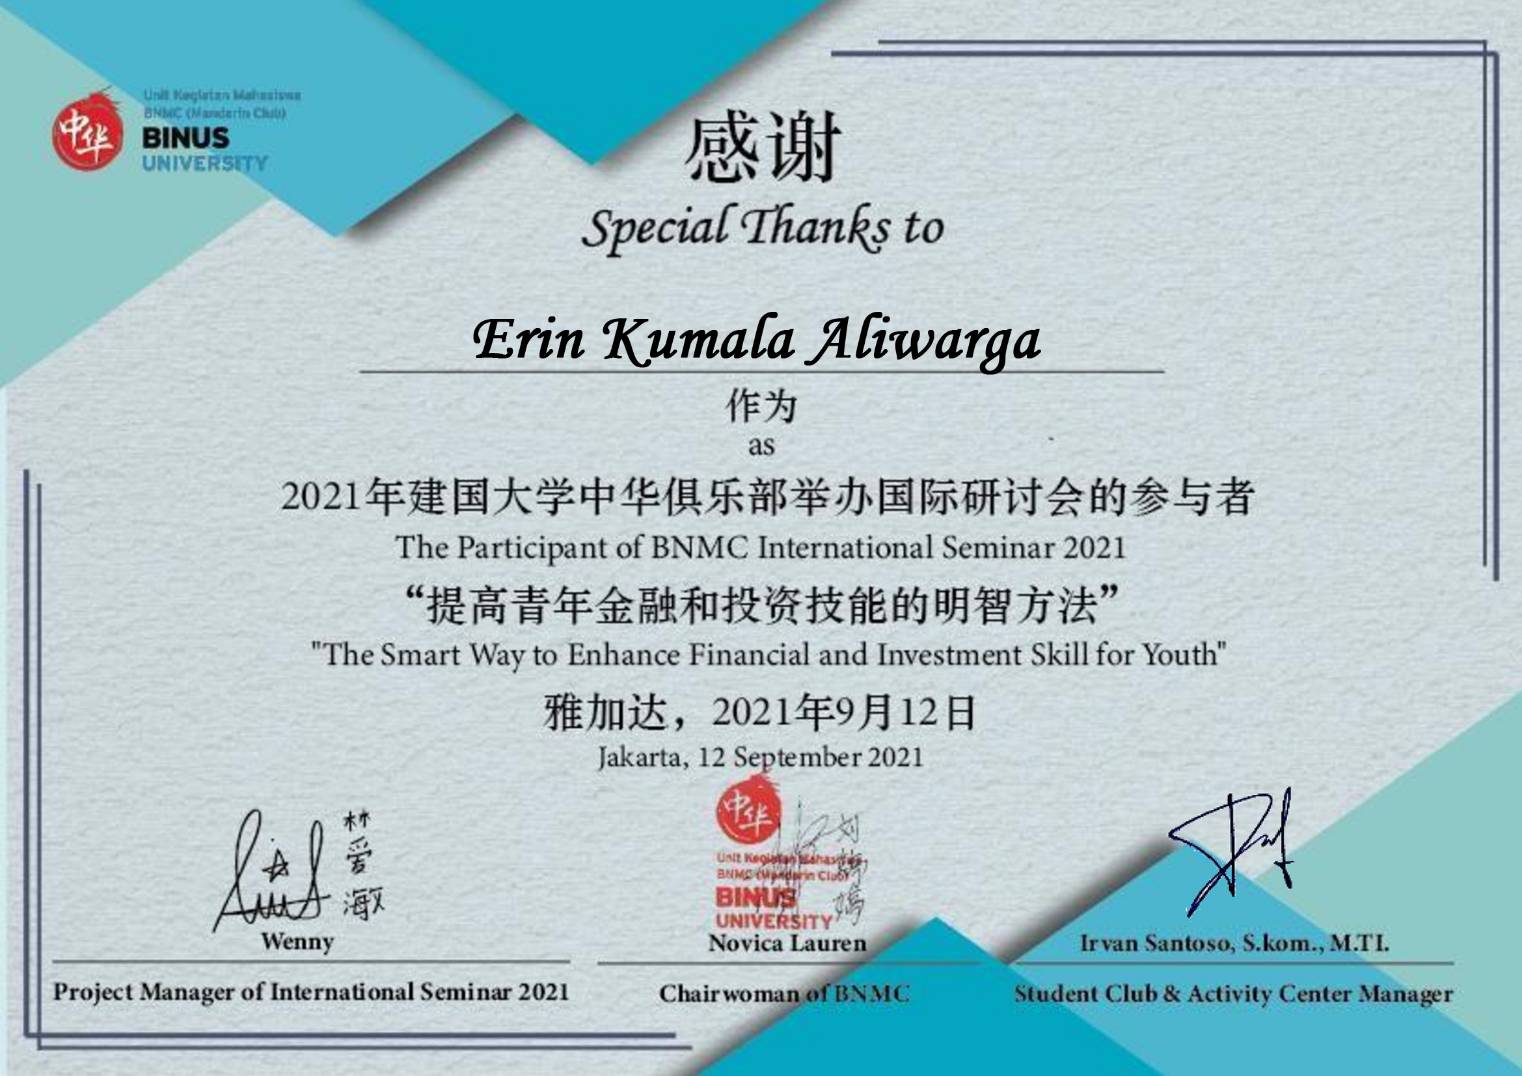 Unit Kegiatan Mahasiswa
BNMC (Mandarin Club)
BINUS
UNIVERSITY
中华
感谢
Special Thanks to
Erin Kumala Aliwarga
作为
as
2021年建国大学中华俱乐部举办国际研讨会的参与者
The Participant of BNMC International Seminar 2021
“提高青年金融和投资技能的明智方法”
"The Smart Way to Enhance Financial and Investment Skill for Youth"
雅加达，2021年9月12日
Jakarta, 12 September 2021
林爱海敏
中华
Unit Kegiatan Mahasiswa
BNMC (Mandarin Club)
BINUS
UNIVERSITY
刘
Wenny
Novica Lauren
Irvan Santoso, S.kom., M.TI.
Project Manager of International Seminar 2021
Chairwoman of BNMC
Student Club & Activity Center Manager